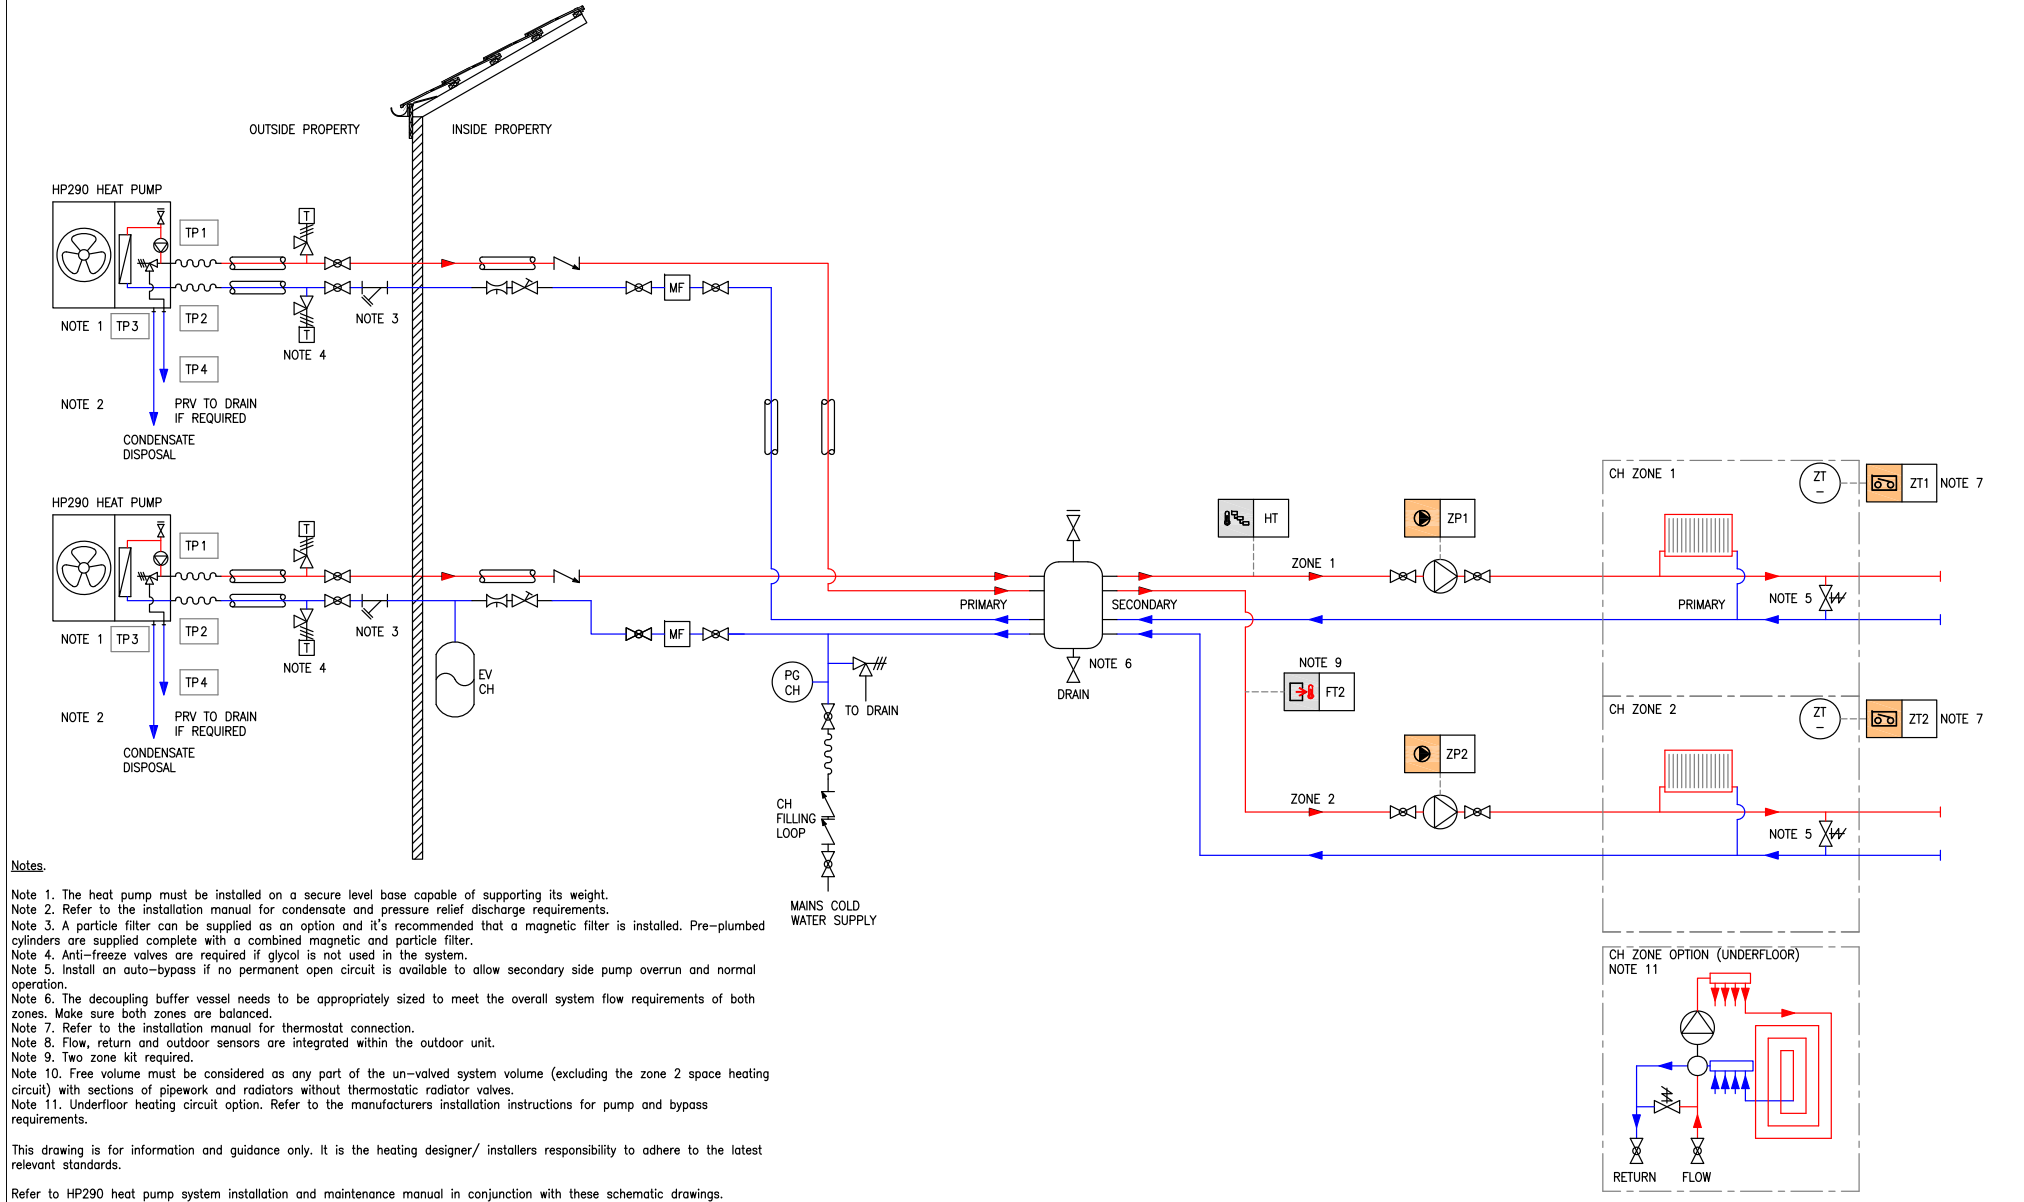 OUTSIDE PROPERTY
INSIDE PROPERTY
HP290 HEAT PUMP
TP1
T
TP2
T
NOTE 1
TP3
NOTE 3
NOTE 4
TP4
NOTE 2
PRV TO DRAIN
IF REQUIRED
CONDENSATE
DISPOSAL
MF
HP290 HEAT PUMP
TP1
T
TP2
T
NOTE 1
TP3
NOTE 3
NOTE 4
TP4
NOTE 2
PRV TO DRAIN
IF REQUIRED
CONDENSATE
DISPOSAL
EV
CH
MF
PG
CH
TO DRAIN
CH
FILLING
LOOP
MAINS COLD
WATER SUPPLY
PRIMARY
SECONDARY
NOTE 6
DRAIN
HT
ZONE 1
ZP1
NOTE 9
FT2
ZP2
ZONE 2
CH ZONE 1
ZT
–
ZT1
NOTE 7
NOTE 5
PRIMARY
CH ZONE 2
ZT
–
ZT2
NOTE 7
NOTE 5
CH ZONE OPTION (UNDERFLOOR)
NOTE 11
RETURN
FLOW
Notes.
Note 1. The heat pump must be installed on a secure level base capable of supporting its weight.
Note 2. Refer to the installation manual for condensate and pressure relief discharge requirements.
Note 3. A particle filter can be supplied as an option and it's recommended that a magnetic filter is installed. Pre-plumbed
cylinders are supplied complete with a combined magnetic and particle filter.
Note 4. Anti-freeze valves are required if glycol is not used in the system.
Note 5. Install an auto-bypass if no permanent open circuit is available to allow secondary side pump overrun and normal
operation.
Note 6. The decoupling buffer vessel needs to be appropriately sized to meet the overall system flow requirements of both
zones. Make sure both zones are balanced.
Note 7. Refer to the installation manual for thermostat connection.
Note 8. Flow, return and outdoor sensors are integrated within the outdoor unit.
Note 9. Two zone kit required.
Note 10. Free volume must be considered as any part of the un-valved system volume (excluding the zone 2 space heating
circuit) with sections of pipework and radiators without thermostatic radiator valves.
Note 11. Underfloor heating circuit option. Refer to the manufacturers installation instructions for pump and bypass
requirements.
This drawing is for information and guidance only. It is the heating designer/ installers responsibility to adhere to the latest
relevant standards.
Refer to HP290 heat pump system installation and maintenance manual in conjunction with these schematic drawings.